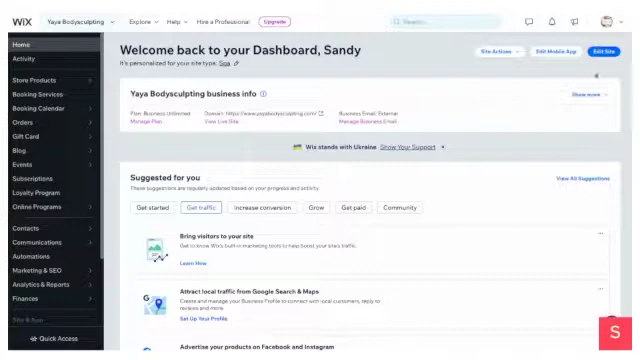 WiX
Yaya Bodysculpting
Explore
Help
Hire a Professional
Upgrade
Search...
Home
Activity
Store Products
Booking Services
Booking Calendar
Orders
Gift Card
Blog
Events
Subscriptions
Loyalty Program
Online Programs
Contacts
Communications
Automations
Marketing & SEO
Analytics & Reports
Finances
Site & App
Quick Access
Welcome back to your Dashboard, Sandy
It's personalized for your site type: Spa
Site Actions
Edit Mobile App
Edit Site
Yaya Bodysculpting business info
Show more
Plan: Business Unlimited
Manage Plan
Domain: https://www.yayabodysculpting.com/
View Live Site
Business Email: External
Manage Business Email
Wix stands with Ukraine. Show Your Support
Suggested for you
These suggestions are regularly updated based on your progress and activity.
View All Suggestions
Get started
Get traffic
Increase conversion
Grow
Get paid
Community
Bring visitors to your site
Get to know Wix's built-in marketing tools to help boost your site's traffic.
Learn How
Attract local traffic from Google Search & Maps
Create and manage your Business Profile to connect with local customers, reply to
reviews and more.
Set Up Your Profile
Advertise your products on Facebook and Instagram
S